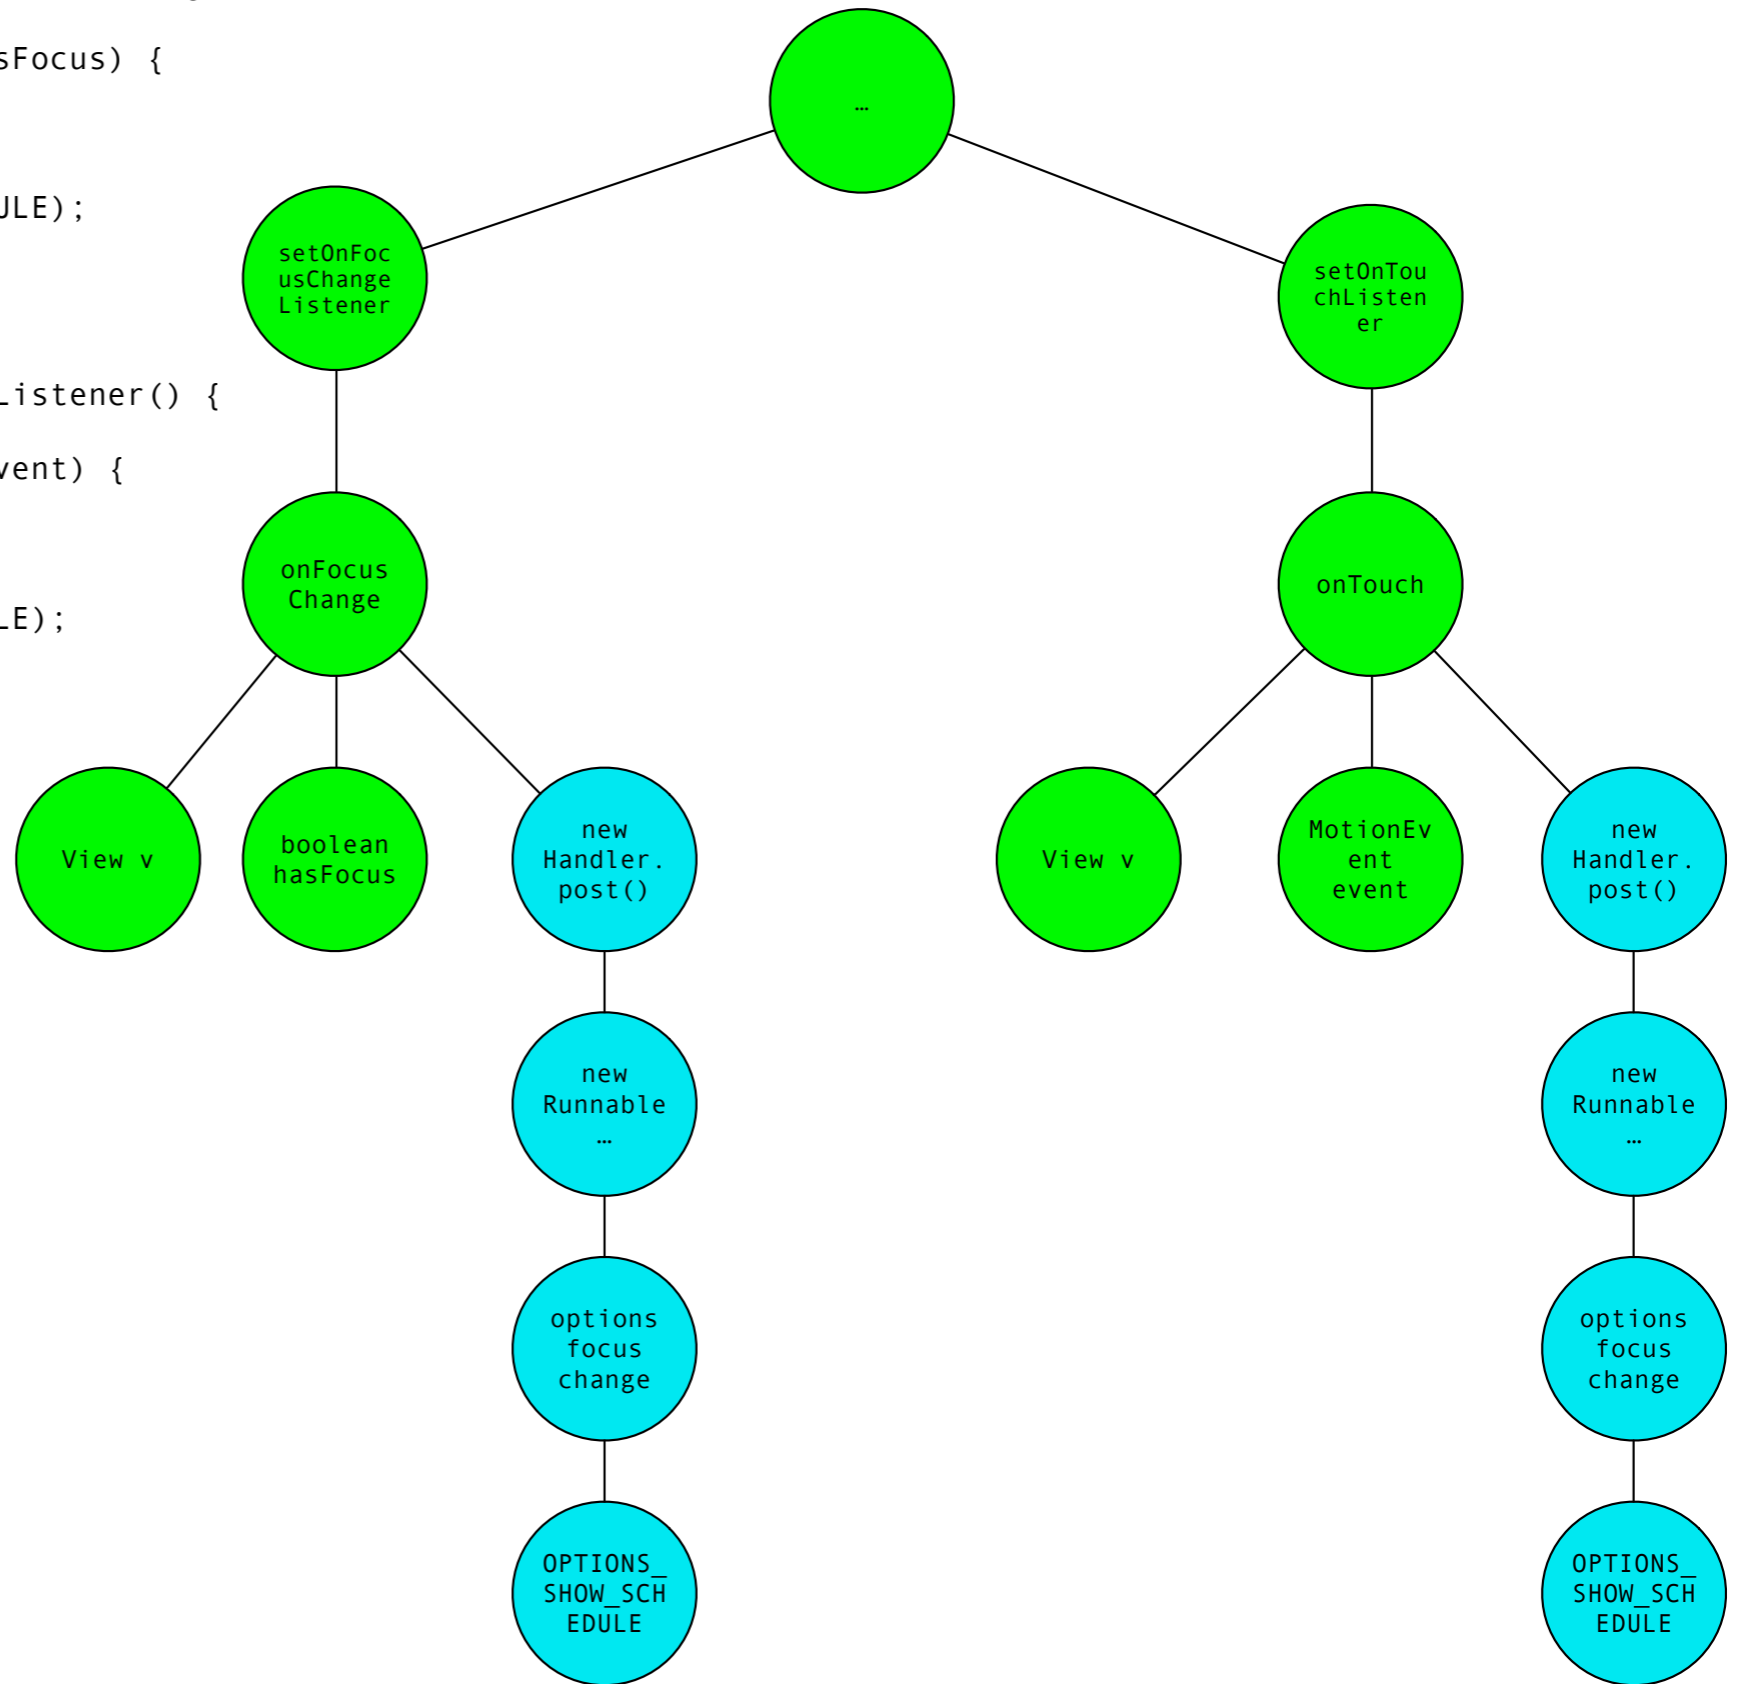 sFocus) {
ULE);
Listener() {
vent) {
LE);
…
setOnFoc
usChange
Listener
setOnTou
chListen
er
onFocus
Change
onTouch
View v
boolean
hasFocus
new
Handler.
post()
View v
MotionEv
ent
event
new
Handler.
post()
new
Runnable
…
new
Runnable
…
options
focus
change
options
focus
change
OPTIONS_
SHOW_SCH
EDULE
OPTIONS_
SHOW_SCH
EDULE